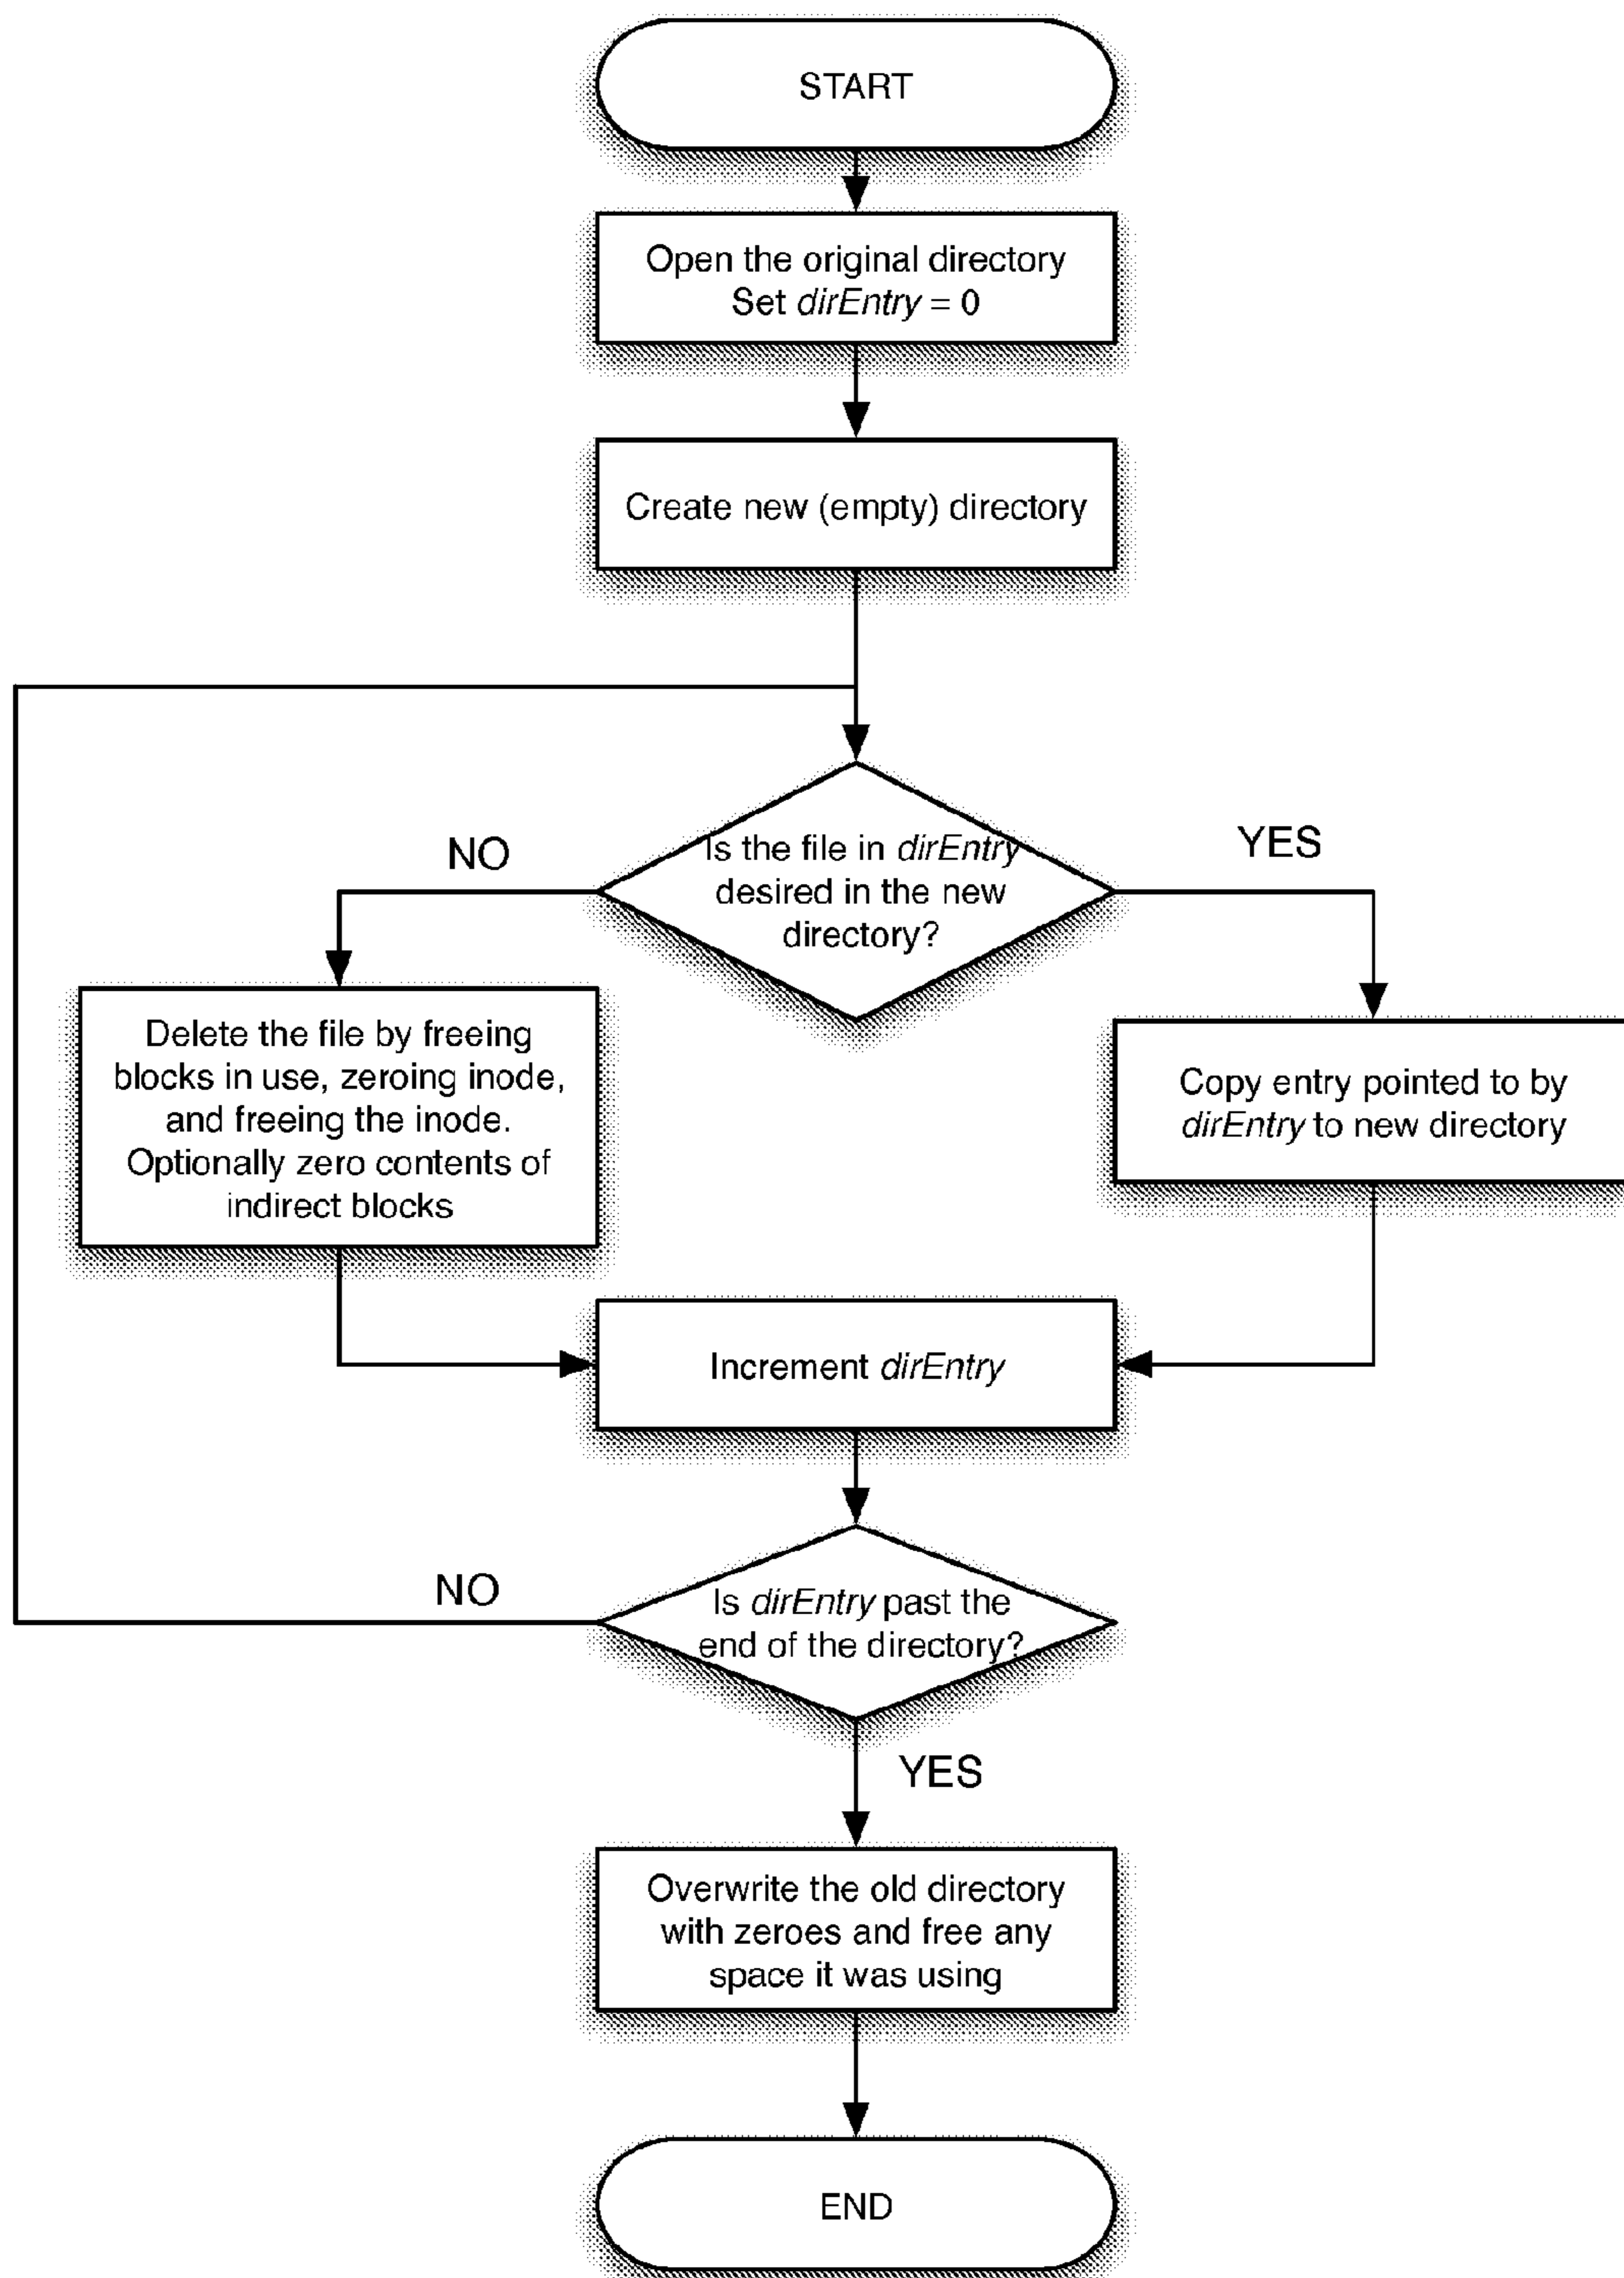 START
Open the original directory
Set dirEntry = 0
Create new (empty) directory
NO
YES
Is the file in dirEntry
desired in the new
directory?
Delete the file by freeing
blocks in use, zeroing inode,
and freeing the inode.
Optionally zero contents of
indirect blocks
Copy entry pointed to by
dirEntry to new directory
Increment dirEntry
NO
Is dirEntry past the
end of the directory?
YES
Overwrite the old directory
with zeroes and free any
space it was using
END